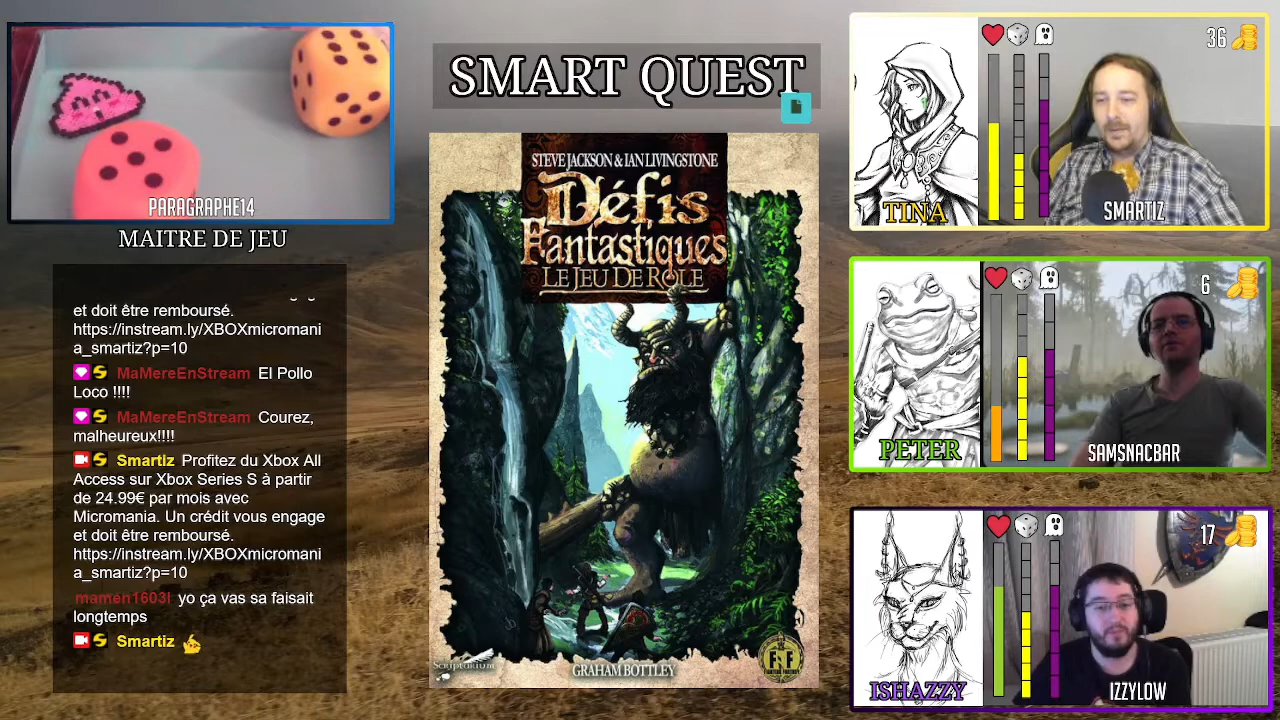 PARAGRAPHE14
MAITRE DE JEU
et doit être remboursé.
https://instream.ly/XBOXmicromani
a_smartiz?p=10
MaMereEnStream El Pollo
Loco !!!!
MaMereEnStream Courez,
malheureux!!!!
Smartiz Profitez du Xbox All
Access sur Xbox Series S à partir
de 24.99€ par mois avec
Micromania. Un crédit vous engage
et doit être remboursé.
https://instream.ly/XBOXmicromani
a_smartiz?p=10
mamen1603l yo ça vas sa faisait
longtemps
Smartiz
SMART QUEST
STEVE JACKSON & IAN LIVINGSTONE
Défis
Fantastiques
LE JEU DE RÔLE
SCRIPTARIUM
GRAHAM BOTTLEY
FF
36
TINA
SMARTIZ
6
PETER
SAMSNACBAR
17
ISHAZZY
IZZYLOW